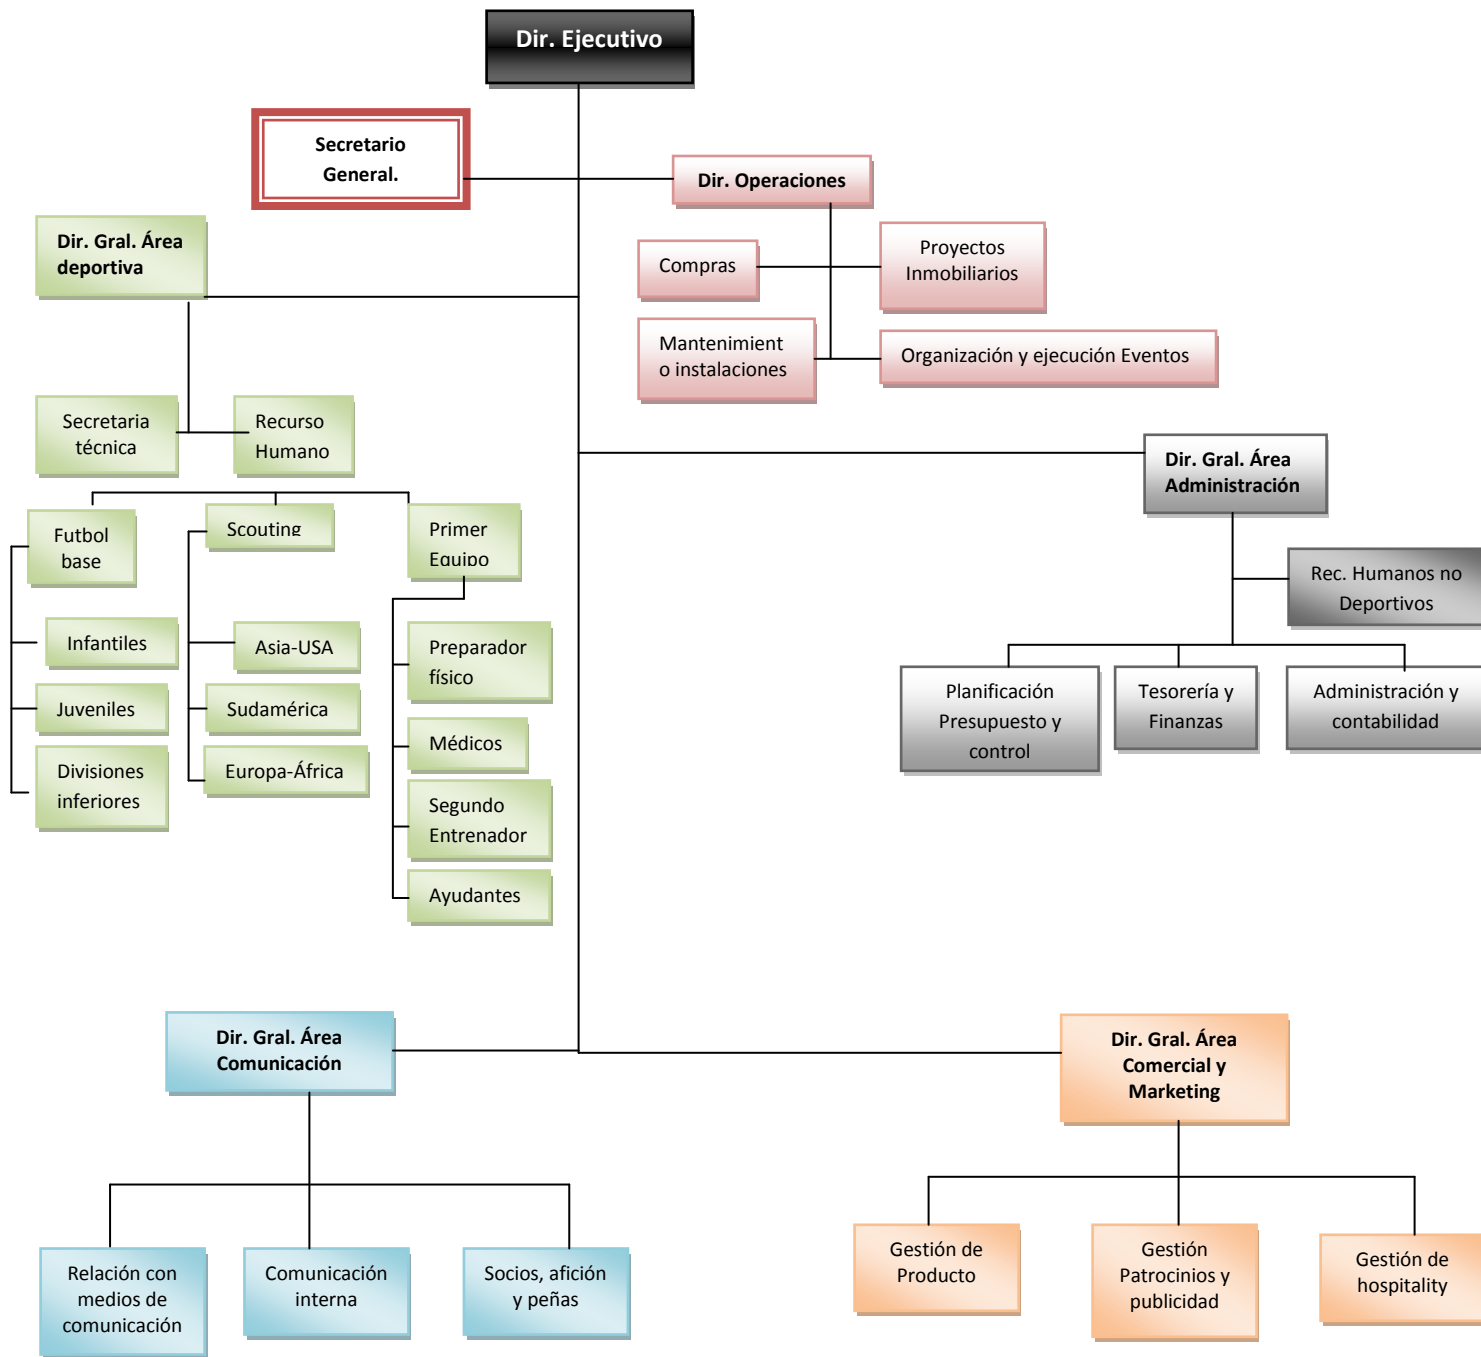 Dir. Ejecutivo
Secretario
General.
Dir. Operaciones
Dir. Gral. Área
deportiva
Compras
Proyectos
Inmobiliarios
Mantenimient
o instalaciones
Organización y ejecución Eventos
Secretaria
técnica
Recurso
Humano
Dir. Gral. Área
Administración
Futbol
base
Scouting
Primer
Equipo
Rec. Humanos no
Deportivos
Infantiles
Asia-USA
Preparador
físico
Planificación
Presupuesto y
control
Tesorería y
Finanzas
Administración y
contabilidad
Juveniles
Sudamérica
Médicos
Divisiones
inferiores
Europa-África
Segundo
Entrenador
Ayudantes
Dir. Gral. Área
Comunicación
Dir. Gral. Área
Comercial y
Marketing
Relación con
medios de
comunicación
Comunicación
interna
Socios, afición
y peñas
Gestión de
Producto
Gestión
Patrocinios y
publicidad
Gestión de
hospitality